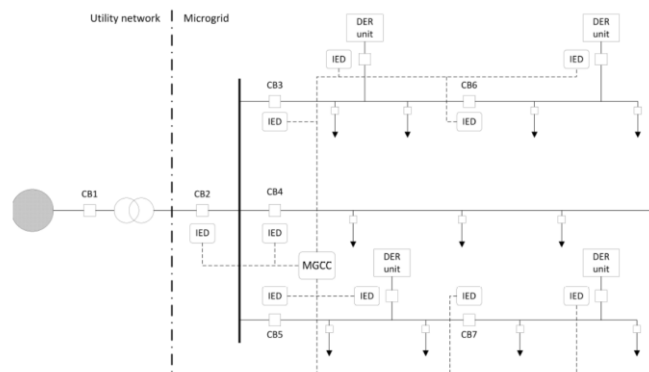 Utility network Microgrid
DER
unit
DER
unit
IED
IED
CB3
CB6
IED
IED
CB1
CB2
CB4
IED
IED
MGCC
DER
unit
DER
unit
IED
IED
IED
IED
CB5
CB7